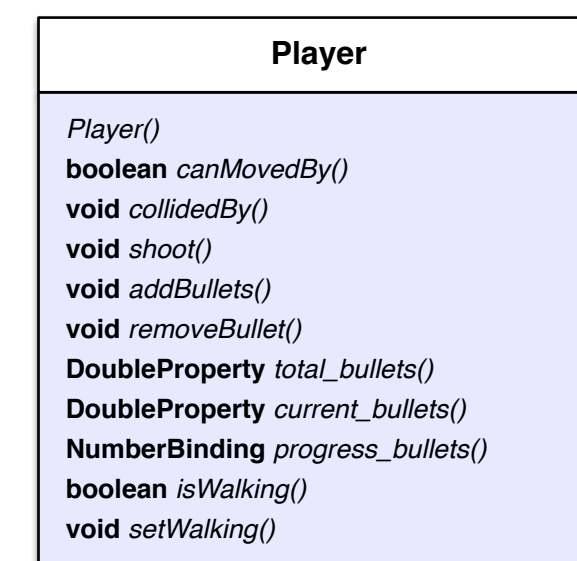 Player
Player()
boolean canMovedBy()
void collidedBy()
void shoot()
void addBullets()
void removeBullet()
DoubleProperty total_bullets()
DoubleProperty current_bullets()
NumberBinding progress_bullets()
boolean isWalking()
void setWalking()